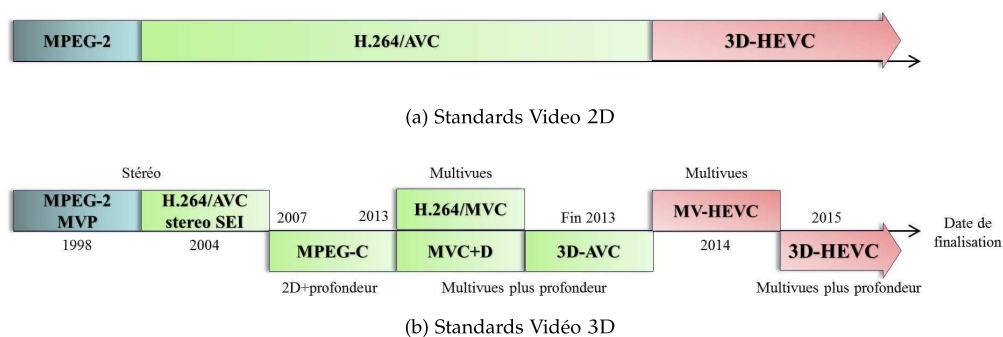 MPEG-2 H.264/AVC 3D-HEVC
(a) Standards Video 2D
Stéréo Multivues Multivues
MPEG-2 MVP
H.264/AVC stereo SEI
2007 2013 H.264/MVC Fin 2013 MV-HEVC 2015
Date de
finalisation
1998 2004 MPEG-C MVC+D 3D-AVC 2014 3D-HEVC
2D+profondeur Multivues plus profondeur Multivues plus profondeur
(b) Standards Vidéo 3D